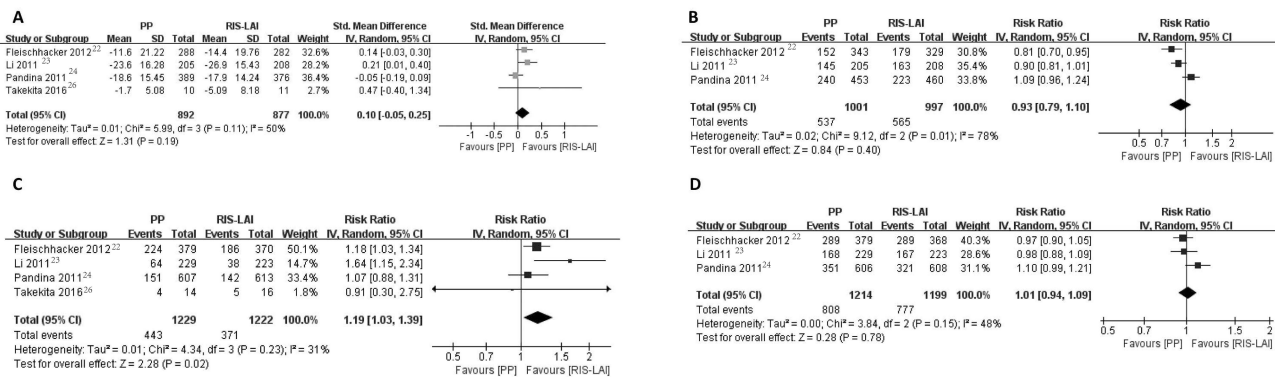 A
PP RIS-LAI Std. Mean Difference Std. Mean Difference
Study or Subgroup Mean SD Total Mean SD Total Weight IV, Random, 95% CI IV, Random, 95% CI
Fleischhacker 2012 22 -11.6 21.22 288 -14.4 19.76 282 32.6% 0.14 [-0.03, 0.30]
Li 2011 23 -23.6 16.28 205 -26.9 15.43 208 28.3% 0.21 [0.01, 0.40]
Pandina 2011 24 -18.6 15.45 389 -17.9 14.24 376 36.4% -0.05 [-0.19, 0.09]
Takekita 2016 26 -1.7 5.08 10 -5.09 8.18 11 2.7% 0.47 [-0.40, 1.34]
Total (95% CI) 892 877 100.0% 0.10 [-0.05, 0.25]
Heterogeneity: Tau² = 0.01; Chi² = 5.99, df = 3 (P = 0.11); I² = 50%
Test for overall effect: Z = 1.31 (P = 0.19)
-1 -0.5 0 0.5 1
Favours [PP] Favours [RIS-LAI]
B
PP RIS-LAI Risk Ratio Risk Ratio
Study or Subgroup Events Total Events Total Weight IV, Random, 95% CI IV, Random, 95% CI
Fleischhacker 2012 22 152 343 179 329 30.8% 0.81 [0.70, 0.95]
Li 2011 23 145 205 163 208 35.4% 0.90 [0.81, 1.01]
Pandina 2011 24 240 453 223 460 33.8% 1.09 [0.96, 1.24]
Total (95% CI) 1001 997 100.0% 0.93 [0.79, 1.10]
Total events 537 565
Heterogeneity: Tau² = 0.02; Chi² = 9.12, df = 2 (P = 0.01); I² = 78%
Test for overall effect: Z = 0.84 (P = 0.40)
0.5 0.7 1 1.5 2
Favours [PP] Favours [RIS-LAI]
C
PP RIS-LAI Risk Ratio Risk Ratio
Study or Subgroup Events Total Events Total Weight IV, Random, 95% CI IV, Random, 95% CI
Fleischhacker 2012 22 224 379 186 370 50.1% 1.18 [1.03, 1.34]
Li 2011 23 64 229 38 223 14.7% 1.64 [1.15, 2.34]
Pandina 2011 24 151 607 142 613 33.4% 1.07 [0.88, 1.31]
Takekita 2016 26 4 14 5 16 1.8% 0.91 [0.30, 2.75]
Total (95% CI) 1229 1222 100.0% 1.19 [1.03, 1.39]
Total events 443 371
Heterogeneity: Tau² = 0.01; Chi² = 4.34, df = 3 (P = 0.23); I² = 31%
Test for overall effect: Z = 2.28 (P = 0.02)
0.5 0.7 1 1.5 2
Favours [PP] Favours [RIS-LAI]
D
PP RIS-LAI Risk Ratio Risk Ratio
Study or Subgroup Events Total Events Total Weight IV, Random, 95% CI IV, Random, 95% CI
Fleischhacker 2012 22 289 379 289 368 40.3% 0.97 [0.90, 1.05]
Li 2011 23 168 229 167 223 28.6% 0.98 [0.88, 1.09]
Pandina 2011 24 351 606 321 608 31.1% 1.10 [0.99, 1.21]
Total (95% CI) 1214 1199 100.0% 1.01 [0.94, 1.09]
Total events 808 777
Heterogeneity: Tau² = 0.00; Chi² = 3.84, df = 2 (P = 0.15); I² = 48%
Test for overall effect: Z = 0.28 (P = 0.78)
0.5 0.7 1 1.5 2
Favours [PP] Favours [RIS-LAI]